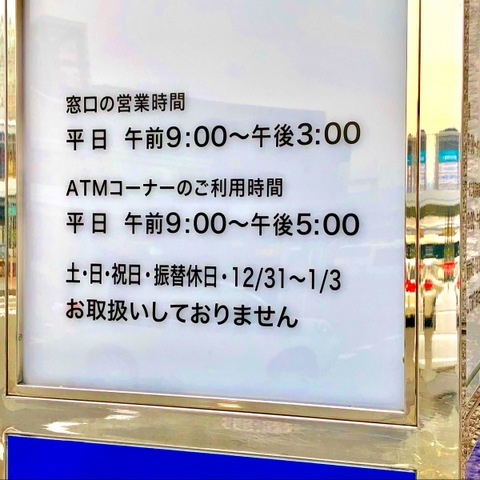 窓口の営業時間
平日 午前9:00〜午後3:00
ATMコーナーのご利用時間
平日 午前9:00〜午後5:00
土・日・祝日・振替休日・12/31〜1/3
お取扱いしておりません